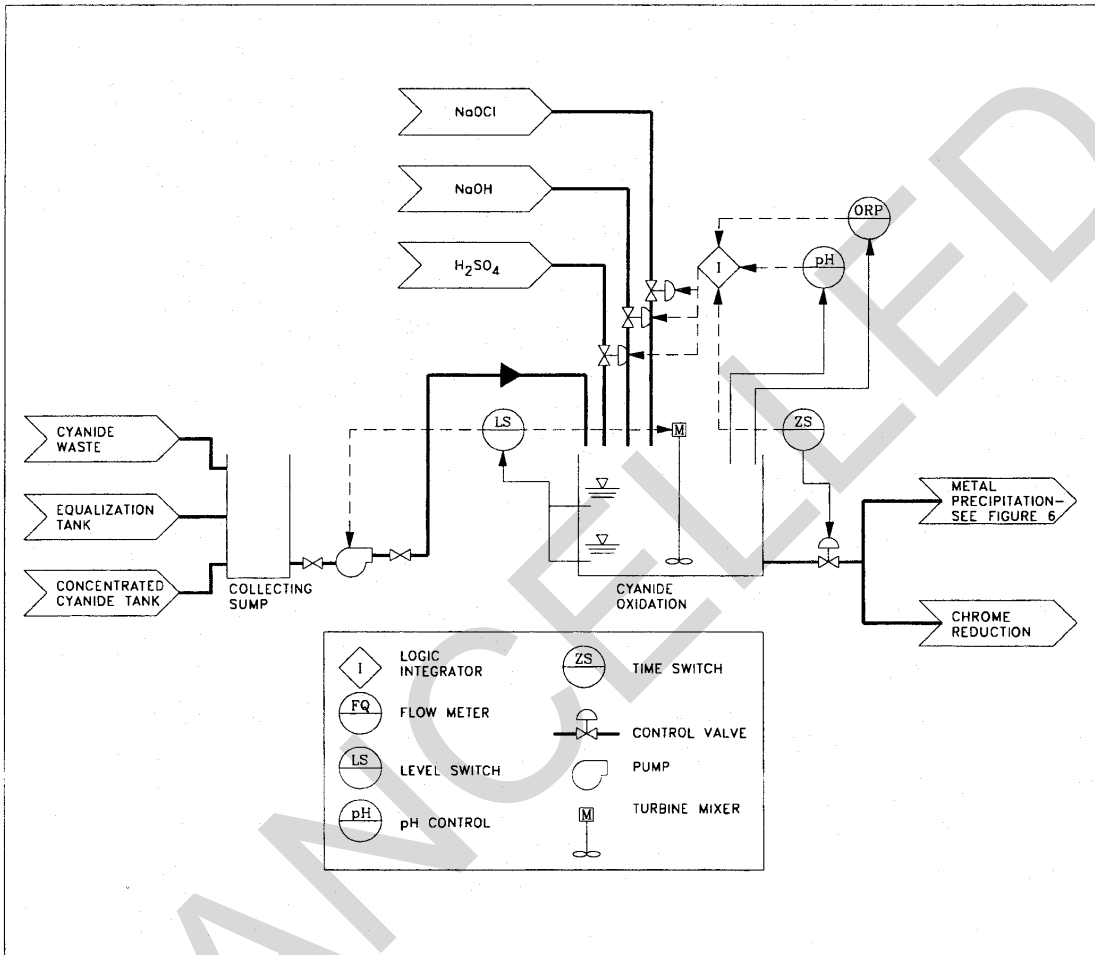 NaOCl
NaOH
H₂SO₄
ORP
pH
I
LS
M
ZS
CYANIDE
WASTE
EQUALIZATION
TANK
CONCENTRATED
CYANIDE TANK
COLLECTING
SUMP
CYANIDE
OXIDATION
METAL
PRECIPITATION–
SEE FIGURE 6
CHROME
REDUCTION
I
LOGIC
INTEGRATOR
FQ
FLOW METER
LS
LEVEL SWITCH
pH
pH CONTROL
ZS
TIME SWITCH
CONTROL VALVE
PUMP
M
TURBINE MIXER
CANCELLED